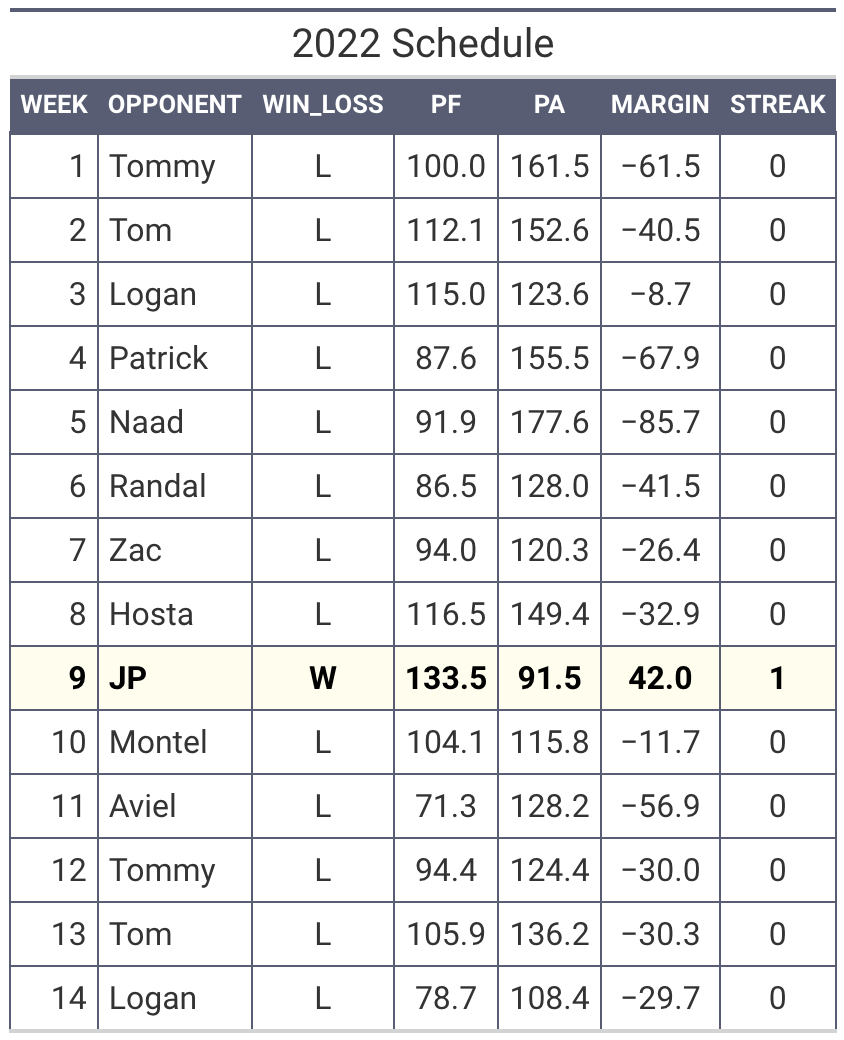 2022 Schedule
WEEK OPPONENT WIN_LOSS PF PA MARGIN STREAK
1 Tommy L 100.0 161.5 −61.5 0
2 Tom L 112.1 152.6 −40.5 0
3 Logan L 115.0 123.6 −8.7 0
4 Patrick L 87.6 155.5 −67.9 0
5 Naad L 91.9 177.6 −85.7 0
6 Randal L 86.5 128.0 −41.5 0
7 Zac L 94.0 120.3 −26.4 0
8 Hosta L 116.5 149.4 −32.9 0
9 JP W 133.5 91.5 42.0 1
10 Montel L 104.1 115.8 −11.7 0
11 Aviel L 71.3 128.2 −56.9 0
12 Tommy L 94.4 124.4 −30.0 0
13 Tom L 105.9 136.2 −30.3 0
14 Logan L 78.7 108.4 −29.7 0